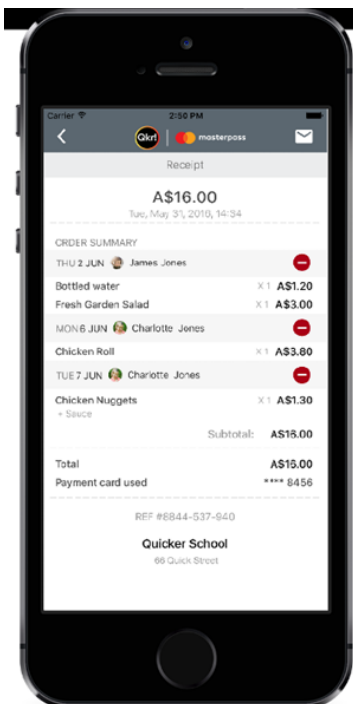 Carrier 2:50 PM
Qkr! masterpass
Receipt
A$16.00
Tue, May 31, 2016, 14:34
ORDER SUMMARY
THU 2 JUN James Jones
Bottled water X 1 A$1.20
Fresh Garden Salad X 1 A$3.00
MON 6 JUN Charlotte Jones
Chicken Roll X 1 A$3.80
TUE 7 JUN Charlotte Jones
Chicken Nuggets X 1 A$1.30
+ Sauce
Subtotal: A$16.00
Total A$16.00
Payment card used **** 8456
REF #8844-537-940
Quicker School
66 Quick Street